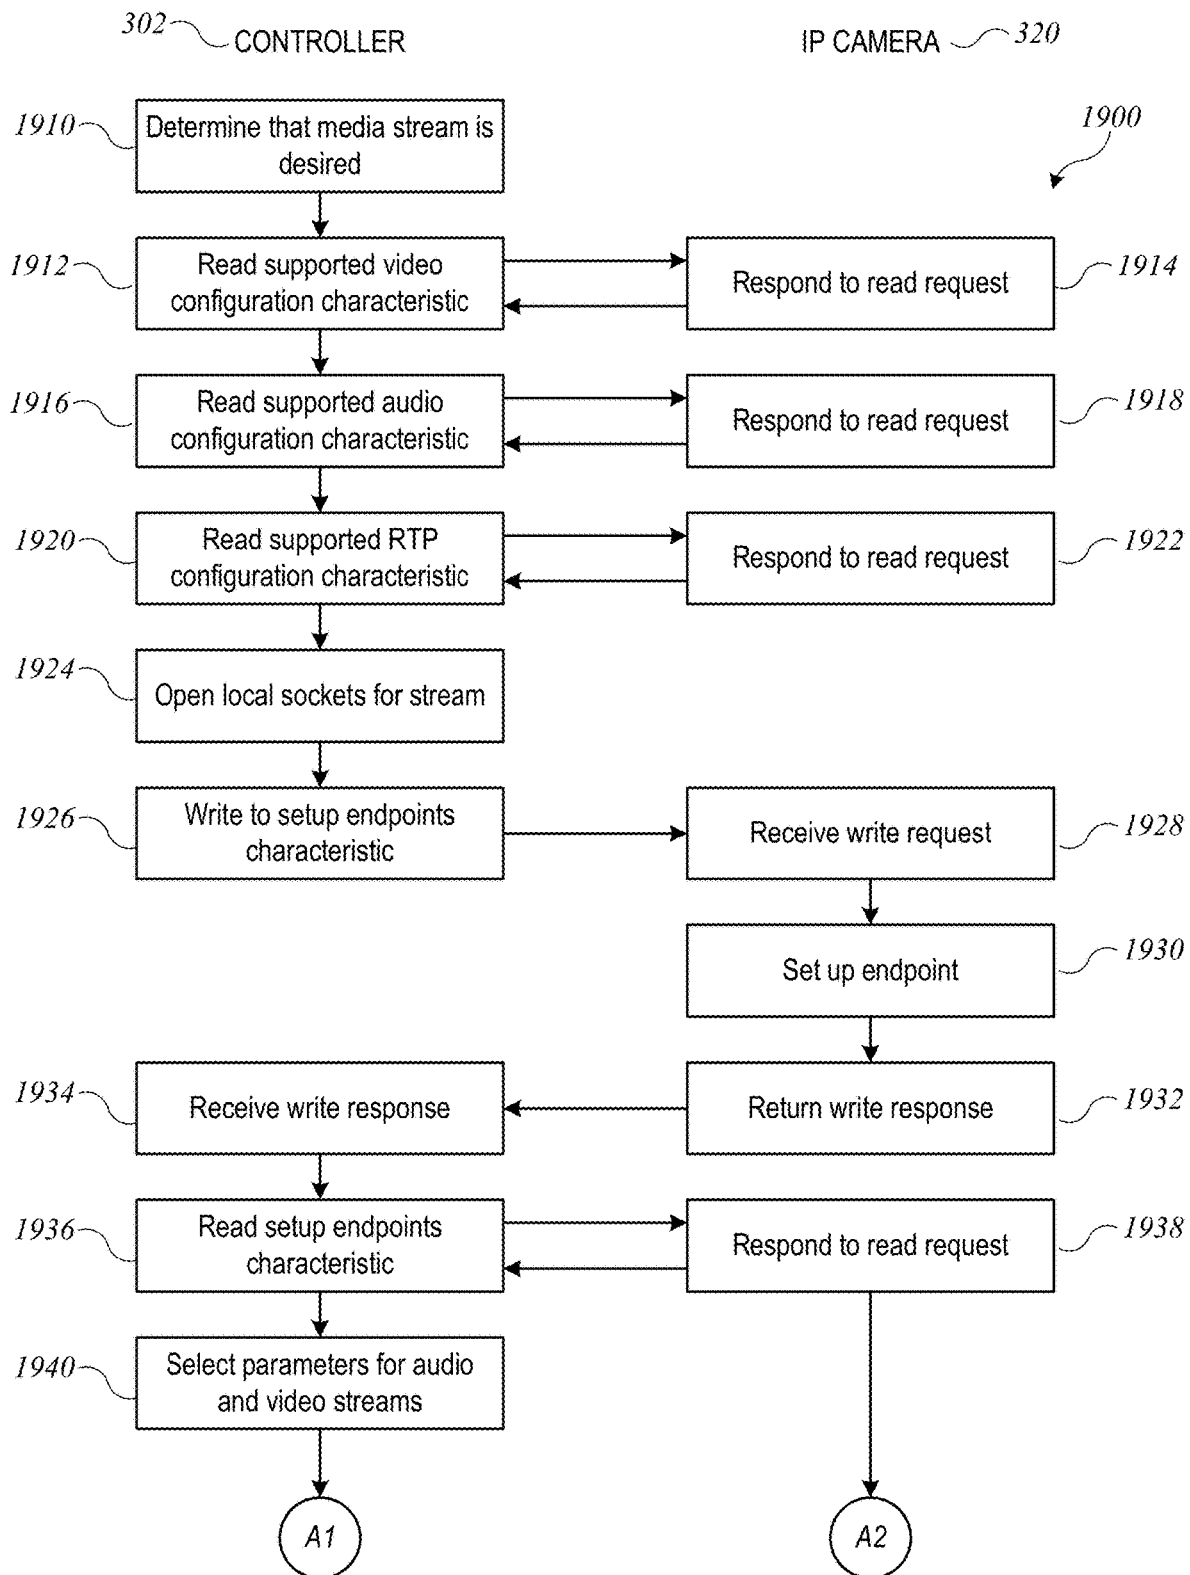 302
CONTROLLER
IP CAMERA
320
1900
1910
Determine that media stream is
desired
1912
Read supported video
configuration characteristic
Respond to read request
1914
1916
Read supported audio
configuration characteristic
Respond to read request
1918
1920
Read supported RTP
configuration characteristic
Respond to read request
1922
1924
Open local sockets for stream
1926
Write to setup endpoints
characteristic
Receive write request
1928
Set up endpoint
1930
1934
Receive write response
Return write response
1932
1936
Read setup endpoints
characteristic
Respond to read request
1938
1940
Select parameters for audio
and video streams
A1
A2